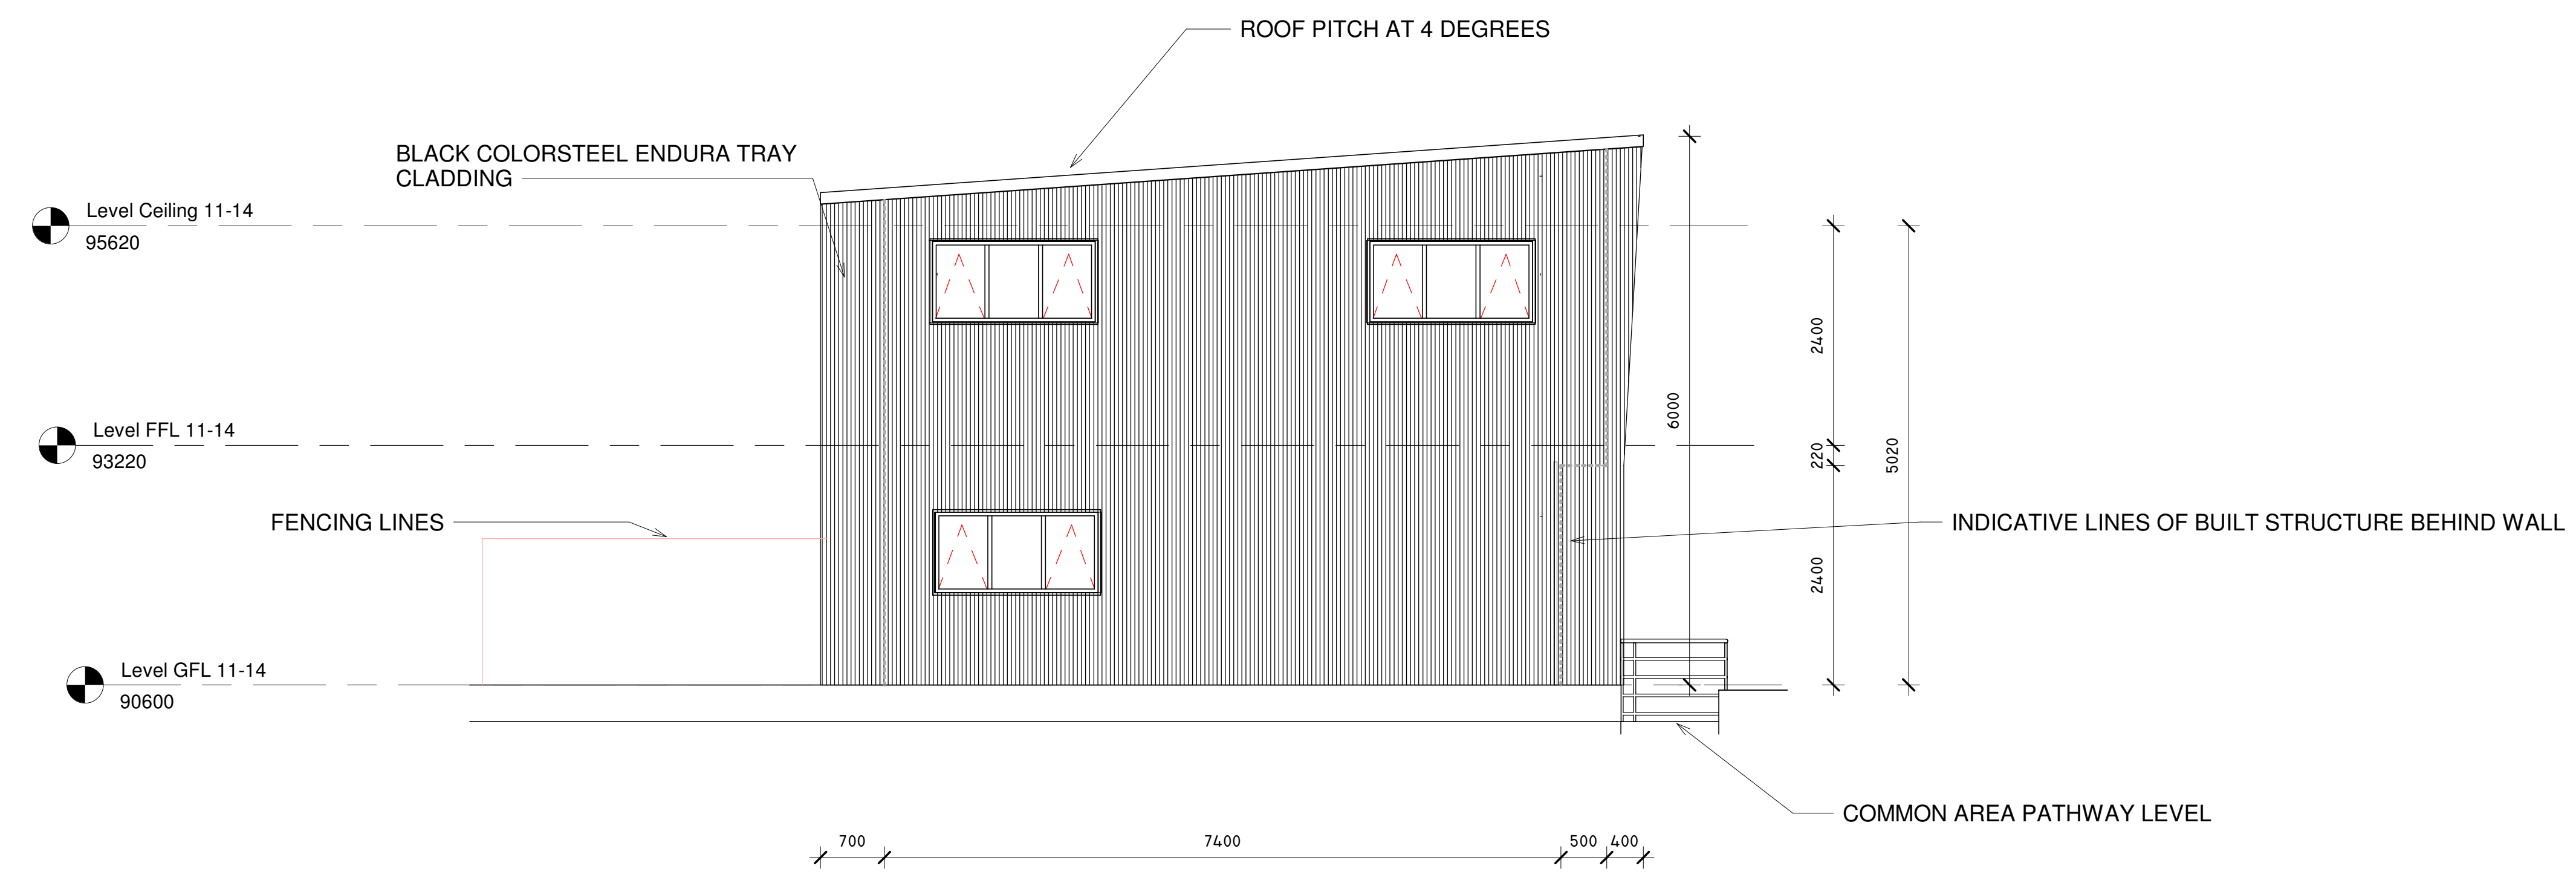 ROOF PITCH AT 4 DEGREES
BLACK COLORSTEEL ENDURA TRAY
CLADDING
Level Ceiling 11-14
95620
Level FFL 11-14
93220
FENCING LINES
Level GFL 11-14
90600
6000
2400
220
2400
5020
INDICATIVE LINES OF BUILT STRUCTURE BEHIND WALL
COMMON AREA PATHWAY LEVEL
700
7400
500
400